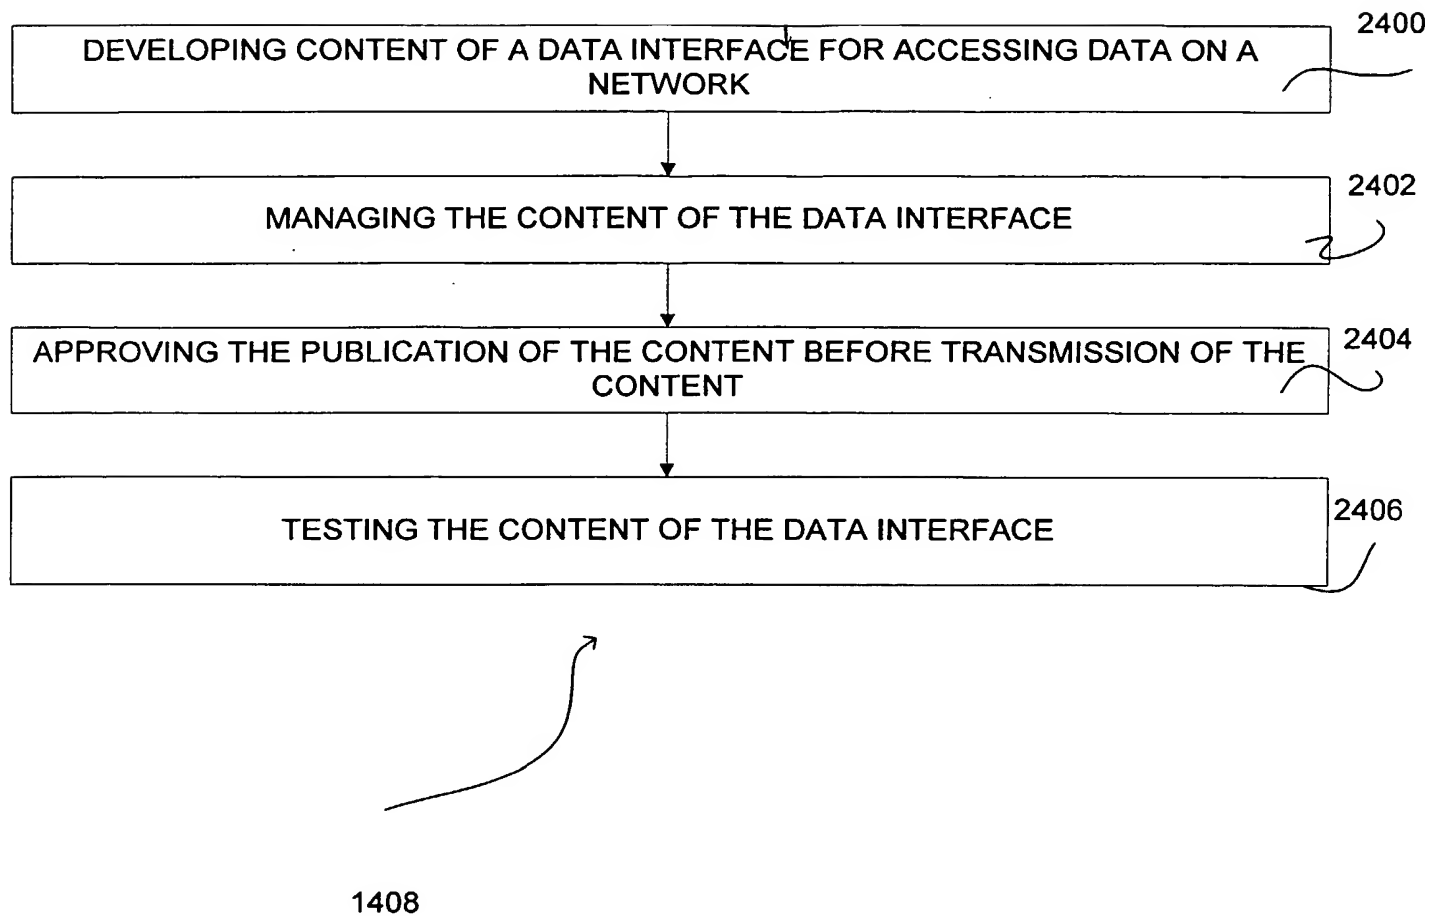 2400
DEVELOPING CONTENT OF A DATA INTERFACE FOR ACCESSING DATA ON A
NETWORK
2402
MANAGING THE CONTENT OF THE DATA INTERFACE
2404
APPROVING THE PUBLICATION OF THE CONTENT BEFORE TRANSMISSION OF THE
CONTENT
2406
TESTING THE CONTENT OF THE DATA INTERFACE
1408